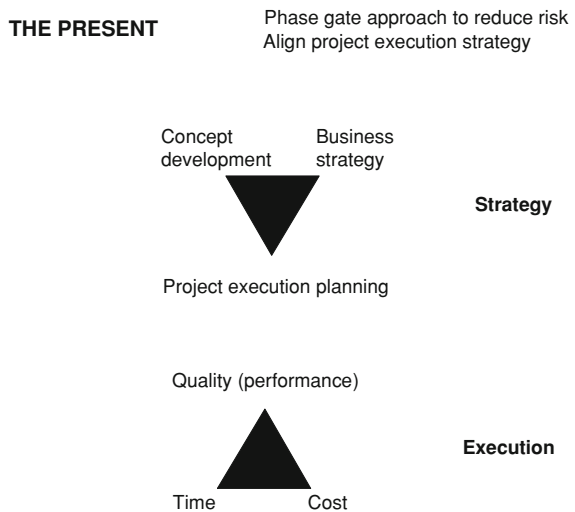 THE PRESENT
Phase gate approach to reduce risk
Align project execution strategy
Concept
development
Business
strategy
Strategy
Project execution planning
Quality (performance)
Execution
Time
Cost